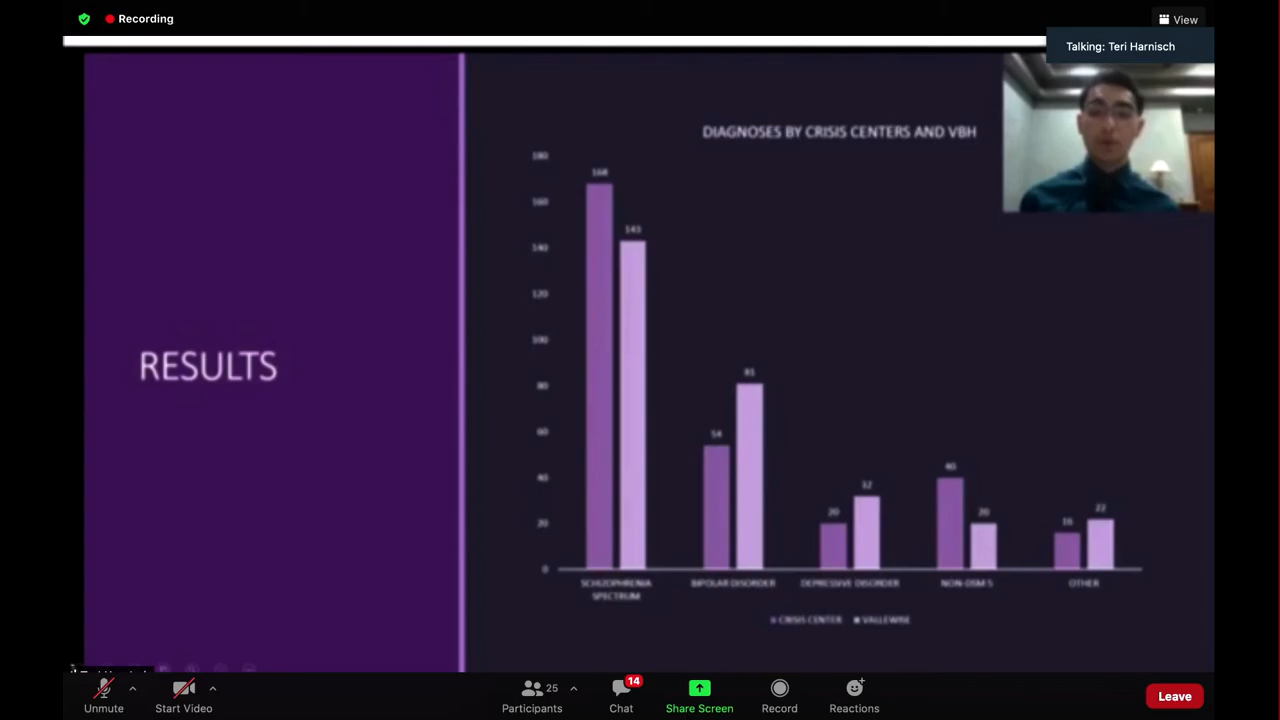 Recording
View
Talking: Teri Harnisch
DIAGNOSES BY CRISIS CENTERS AND VBH
180
160
140
120
100
80
60
40
20
0
168
143
54
81
20
32
40
20
16
22
SCHIZOPHRENIA
SPECTRUM
BIPOLAR DISORDER
DEPRESSIVE DISORDER
NON-DSM 5
OTHER
CRISIS CENTER
VALLEWISE
RESULTS
Unmute
Start Video
25
Participants
14
Chat
Share Screen
Record
Reactions
Leave